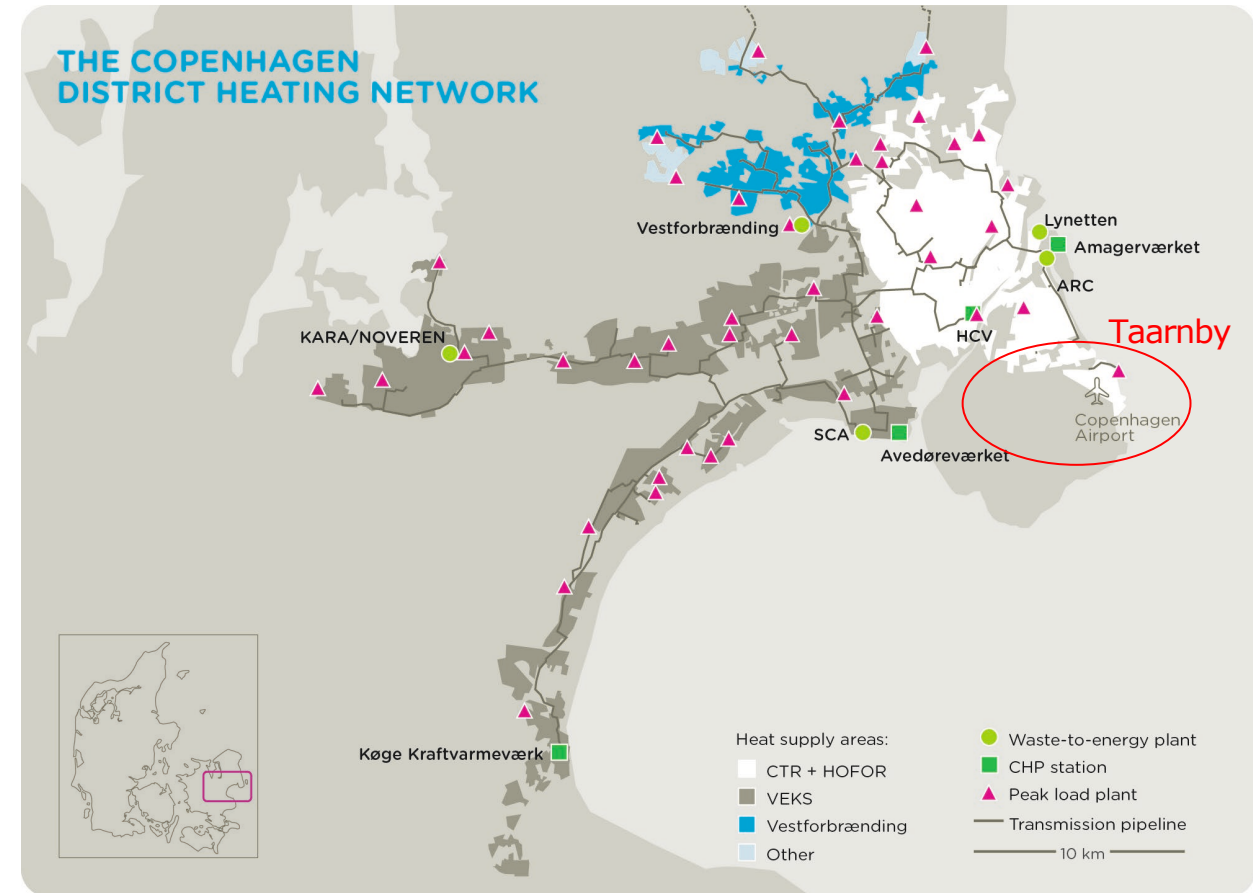 THE COPENHAGEN
DISTRICT HEATING NETWORK
Vestforbrænding
Lynetten
Amagerværket
ARC
KARA/NOVEREN
HCV
Taarnby
Copenhagen
Airport
SCA
Avedøreværket
Køge Kraftvarmeværk
Heat supply areas:
CTR + HOFOR
VEKS
Vestforbrænding
Other
Waste-to-energy plant
CHP station
Peak load plant
Transmission pipeline
10 km